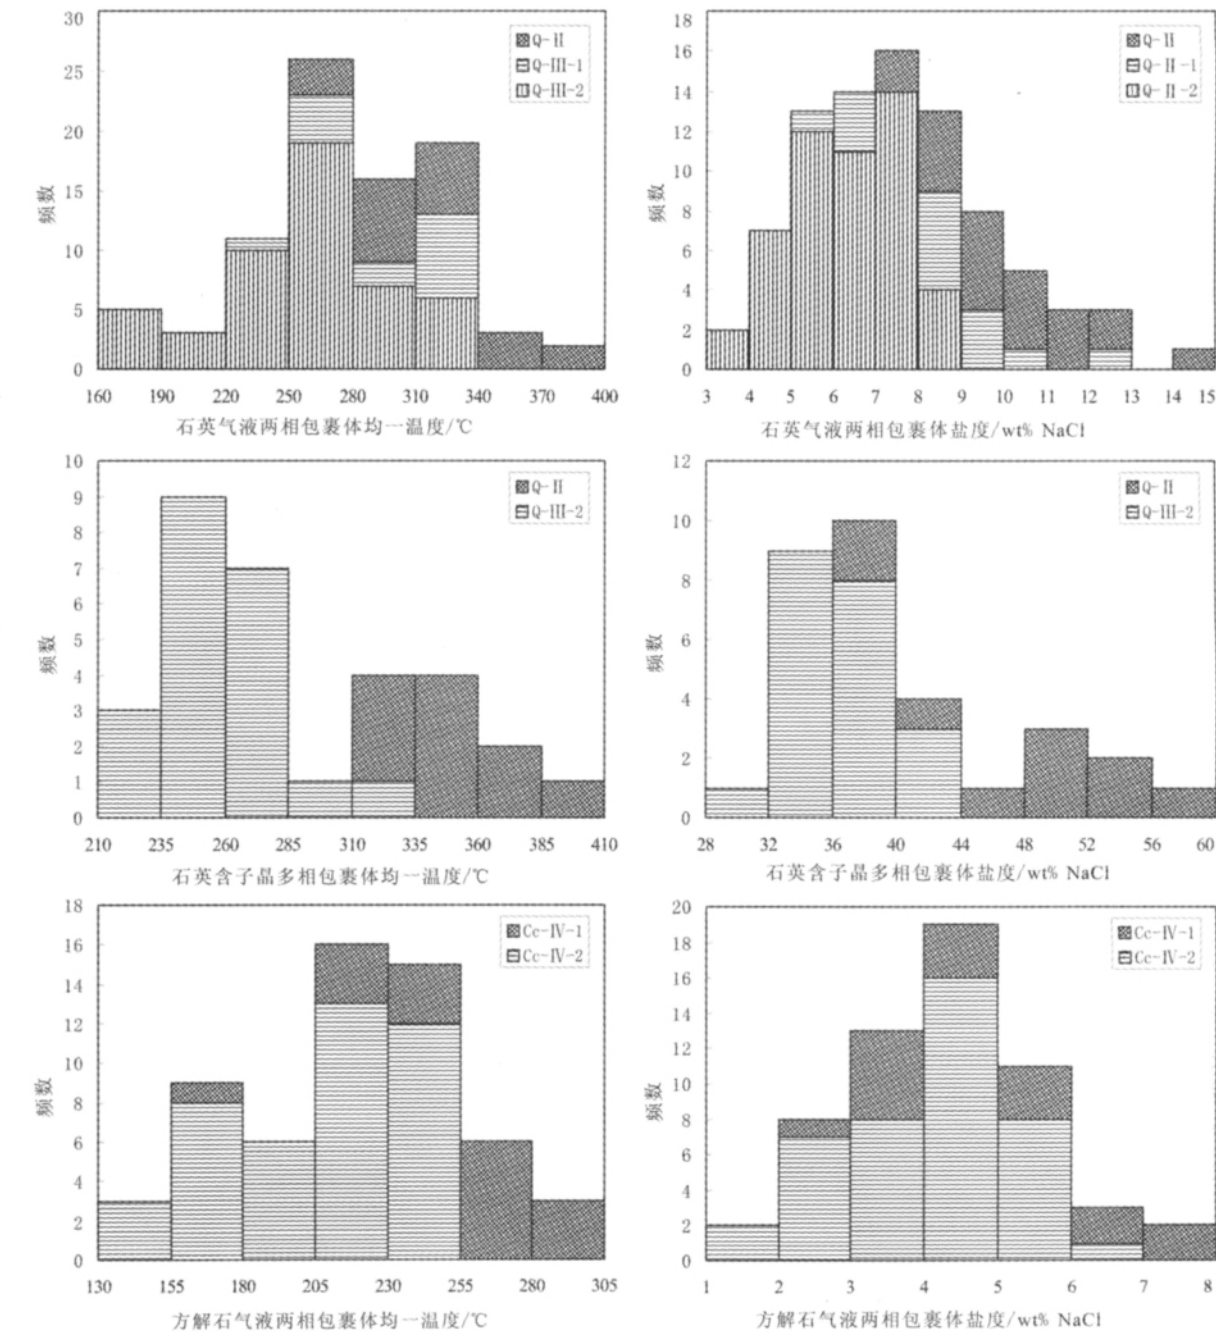 30
25
20
15
10
5
0
频数
Q-II
Q-III-1
Q-III-2
160 190 220 250 280 310 340 370 400
石英气液两相包裹体均一温度/℃
18
16
14
12
10
8
6
4
2
0
频数
Q-II
Q-II-1
Q-II-2
3 4 5 6 7 8 9 10 11 12 13 14 15
石英气液两相包裹体盐度/wt% NaCl
10
9
8
7
6
5
4
3
2
1
0
频数
Q-II
Q-III-2
210 235 260 285 310 335 360 385 410
石英含子晶多相包裹体均一温度/℃
12
10
8
6
4
2
0
频数
Q-II
Q-III-2
28 32 36 40 44 48 52 56 60
石英含子晶多相包裹体盐度/wt% NaCl
18
16
14
12
10
8
6
4
2
0
频数
Cc-IV-1
Cc-IV-2
130 155 180 205 230 255 280 305
方解石气液两相包裹体均一温度/℃
20
18
16
14
12
10
8
6
4
2
0
频数
Cc-IV-1
Cc-IV-2
1 2 3 4 5 6 7 8
方解石气液两相包裹体盐度/wt% NaCl